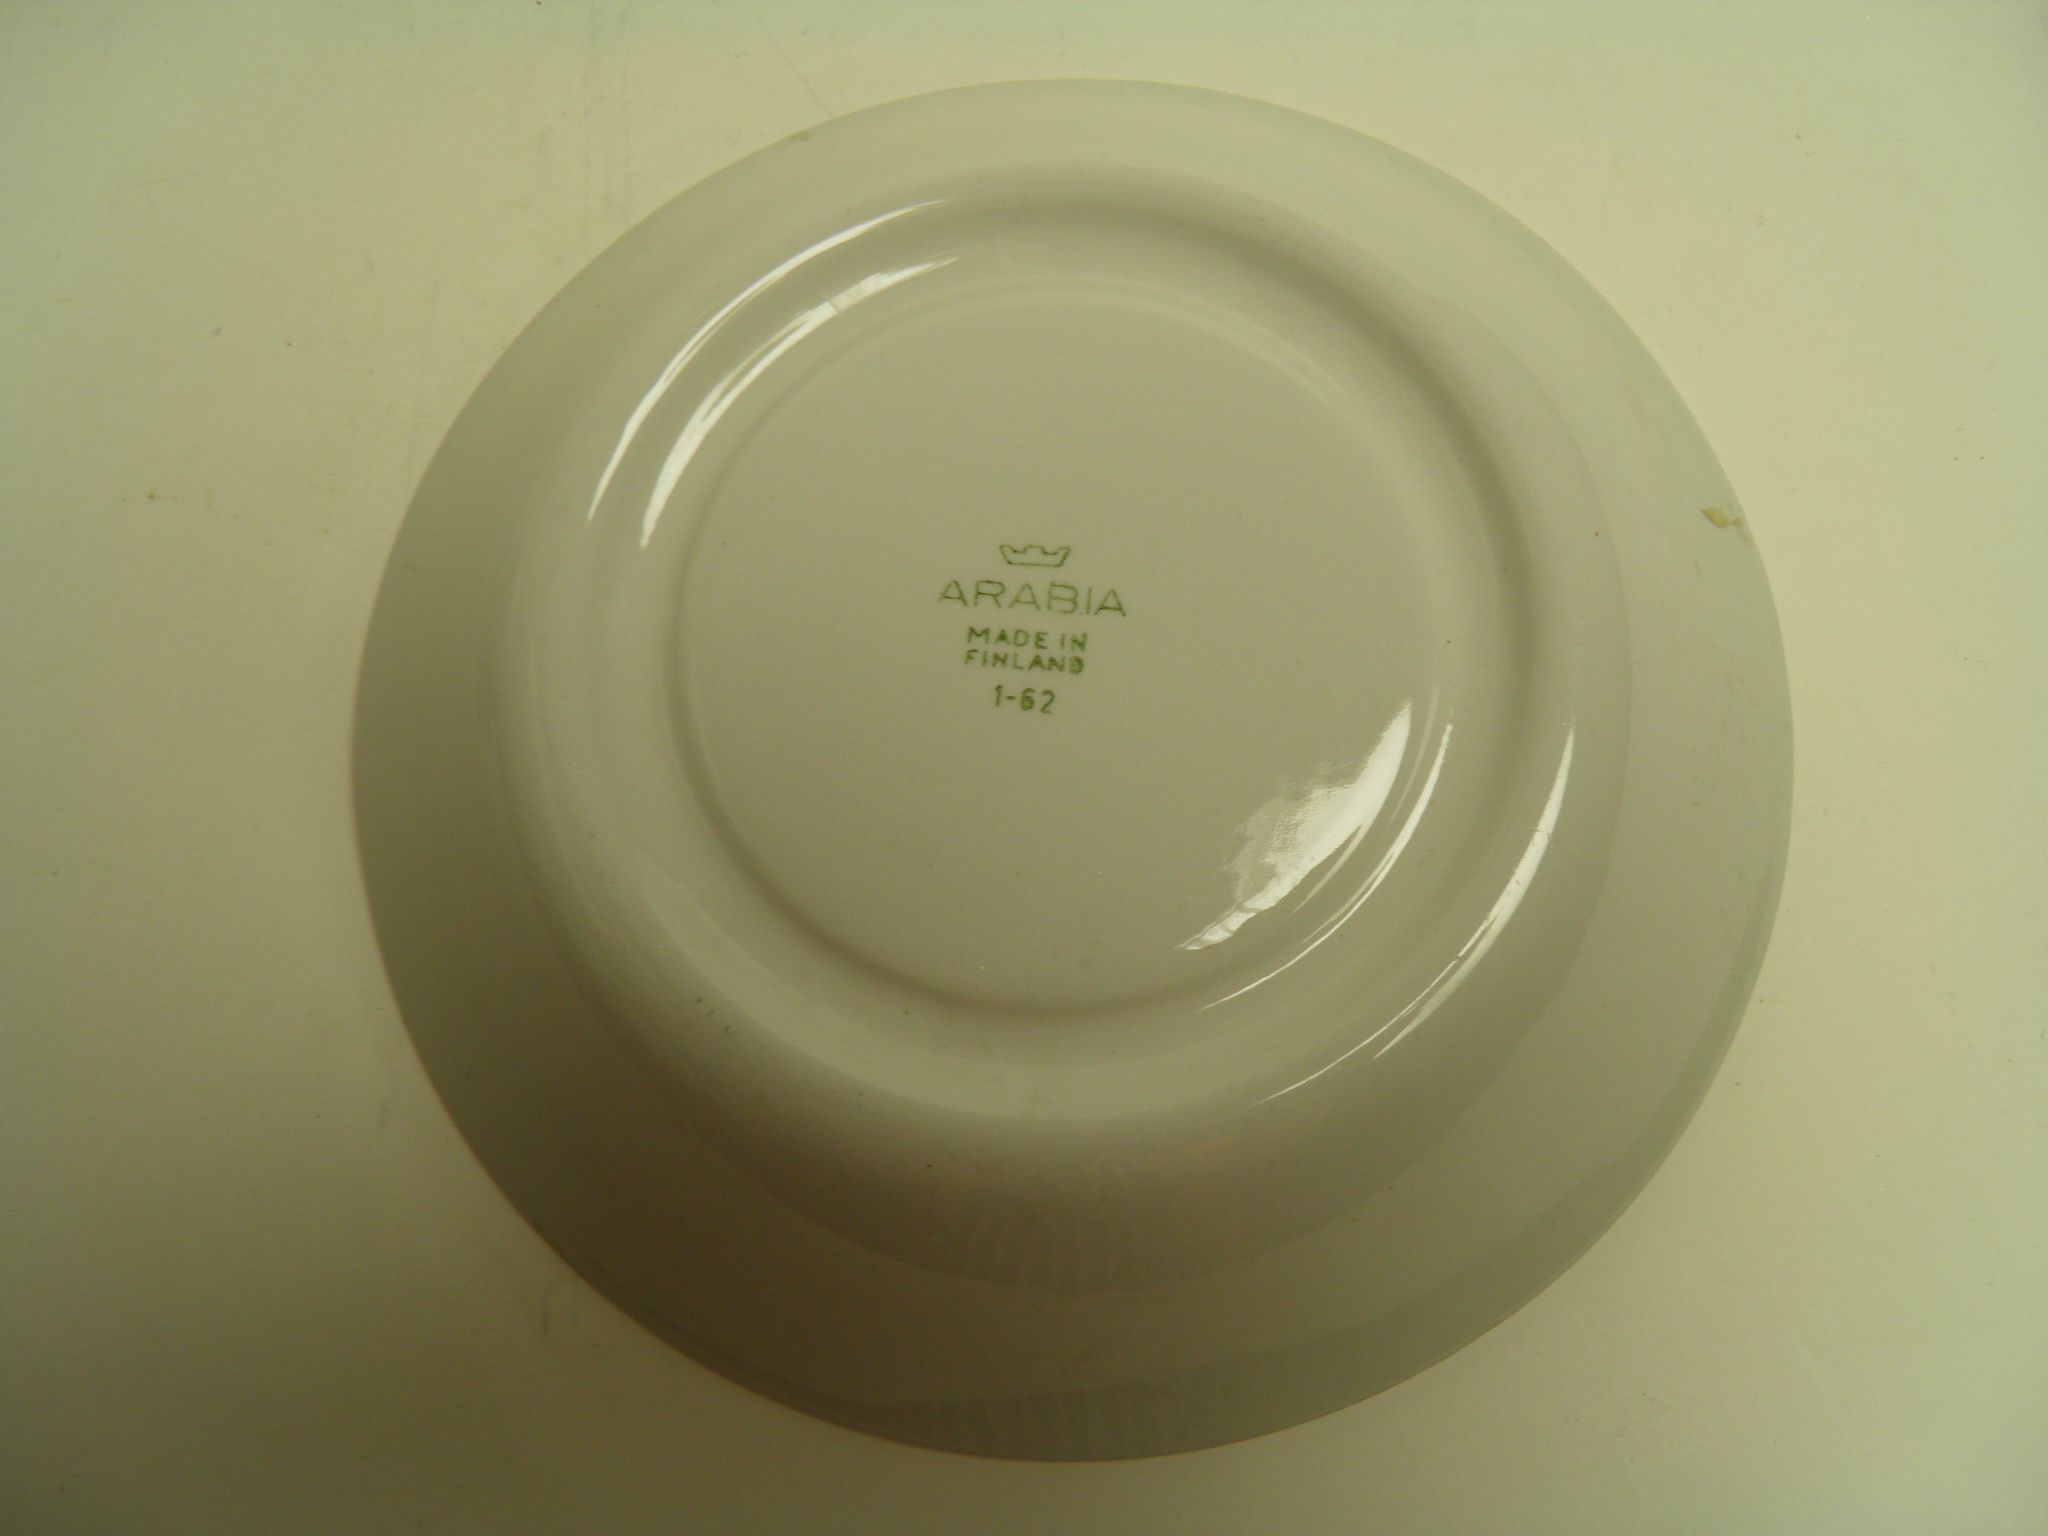 ARABIA
MADE IN
FINLAND
1-62